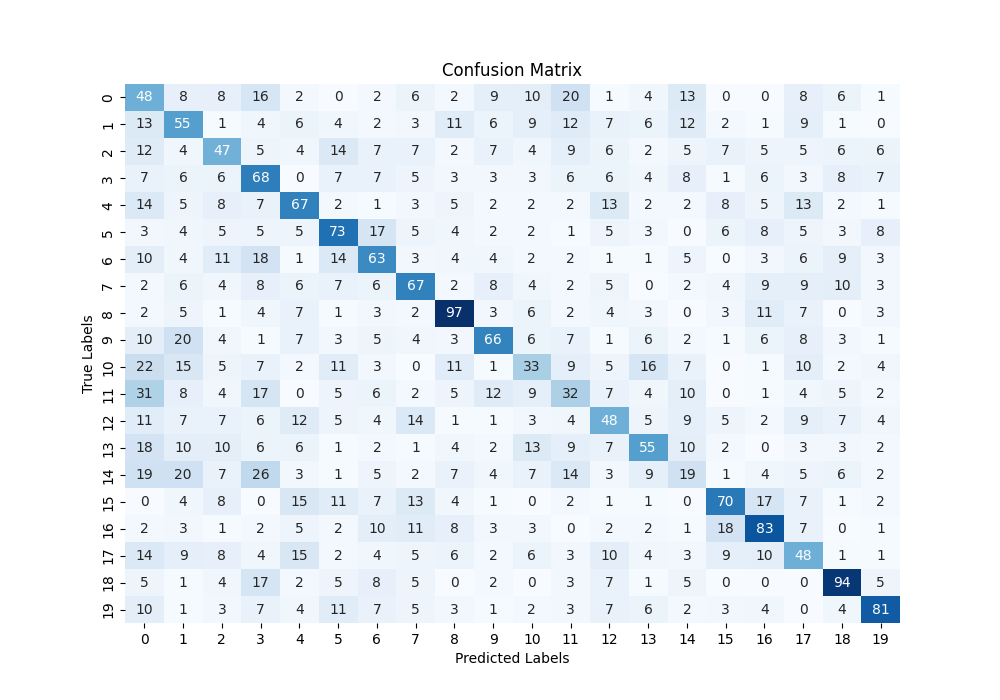 Confusion Matrix
0 48 8 8 16 2 0 2 6 2 9 10 20 1 4 13 0 0 8 6 1
1 13 55 1 4 6 4 2 3 11 6 9 12 7 6 12 2 1 9 1 0
2 12 4 47 5 4 14 7 7 2 7 4 9 6 2 5 7 5 5 6 6
3 7 6 6 68 0 7 7 5 3 3 3 6 6 4 8 1 6 3 8 7
4 14 5 8 7 67 2 1 3 5 2 2 2 13 2 2 8 5 13 2 1
5 3 4 5 5 5 73 17 5 4 2 2 1 5 3 0 6 8 5 3 8
6 10 4 11 18 1 14 63 3 4 4 2 2 1 1 5 0 3 6 9 3
7 2 6 4 8 6 7 6 67 2 8 4 2 5 0 2 4 9 9 10 3
8 2 5 1 4 7 1 3 2 97 3 6 2 4 3 0 3 11 7 0 3
9 10 20 4 1 7 3 5 4 3 66 6 7 1 6 2 1 6 8 3 1
10 22 15 5 7 2 11 3 0 11 1 33 9 5 16 7 0 1 10 2 4
11 31 8 4 17 0 5 6 2 5 12 9 32 7 4 10 0 1 4 5 2
12 11 7 7 6 12 5 4 14 1 1 3 4 48 5 9 5 2 9 7 4
13 18 10 10 6 6 1 2 1 4 2 13 9 7 55 10 2 0 3 3 2
14 19 20 7 26 3 1 5 2 7 4 7 14 3 9 19 1 4 5 6 2
15 0 4 8 0 15 11 7 13 4 1 0 2 1 1 0 70 17 7 1 2
16 2 3 1 2 5 2 10 11 8 3 3 0 2 2 1 18 83 7 0 1
17 14 9 8 4 15 2 4 5 6 2 6 3 10 4 3 9 10 48 1 1
18 5 1 4 17 2 5 8 5 0 2 0 3 7 1 5 0 0 0 94 5
19 10 1 3 7 4 11 7 5 3 1 2 3 7 6 2 3 4 0 4 81
0 1 2 3 4 5 6 7 8 9 10 11 12 13 14 15 16 17 18 19
Predicted Labels
True Labels